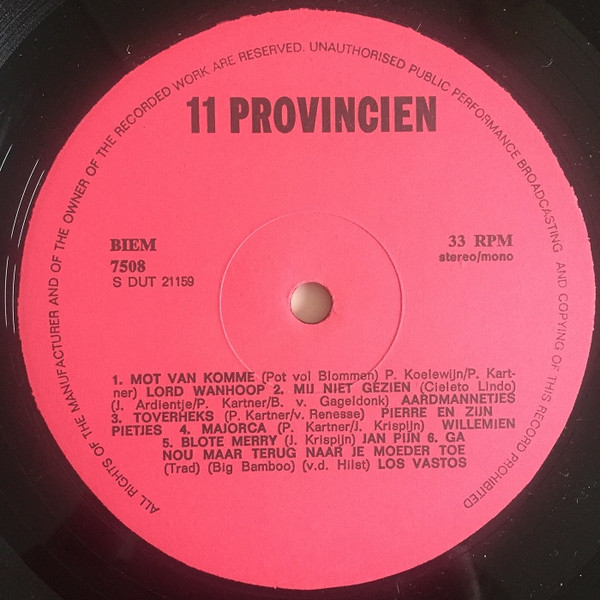 ALL RIGHTS OF THE MANUFACTURER AND OF THE OWNER OF THE RECORDED WORK ARE RESERVED. UNAUTHORISED PUBLIC PERFORMANCE BROADCASTING AND COPYING OF THIS RECORD PROHIBITED
11 PROVINCIEN
BIEM
7508
S DUT 21159
33 RPM
stereo/mono
1. MOT VAN KOMME (Pot vol Blommen) P. Koelewijn/P. Kart-
ner) LORD WANHOOP 2. MIJ NIET GEZIEN (Cieleto Lindo)
(J. Ardientje/P. Kartner/B. v. Gageldonk) AARDMANNETJES
3. TOVERHEKS (P. Kartner/v. Renesse) PIERRE EN ZIJN
PIETJES 4. MAJORCA (P. Kartner/J. Krispijn) WILLEMIEN
5. BLOTE MERRY (J. Krispijn) JAN PIJN 6. GA
NOU MAAR TERUG NAAR JE MOEDER TOE
(Trad) (Big Bamboo) (v.d. Hilst) LOS VASTOS